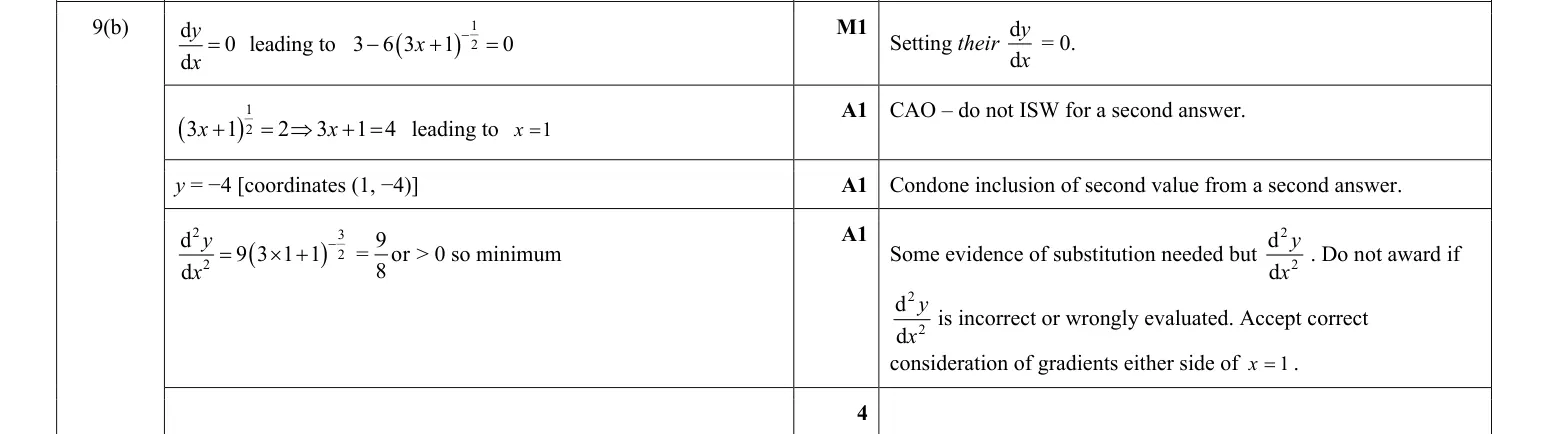 9(b)
dy/dx = 0 leading to 3 − 6(3x + 1)^(−1/2) = 0
M1
Setting their dy/dx = 0.
(3x + 1)^(1/2) = 2 ⇒ 3x + 1 = 4 leading to x = 1
A1
CAO – do not ISW for a second answer.
y = −4 [coordinates (1, −4)]
A1
Condone inclusion of second value from a second answer.
d²y/dx² = 9(3×1+1)^(−3/2) = 9/8 or > 0 so minimum
A1
Some evidence of substitution needed but d²y/dx² . Do not award if
d²y/dx² is incorrect or wrongly evaluated. Accept correct
consideration of gradients either side of x = 1 .
4